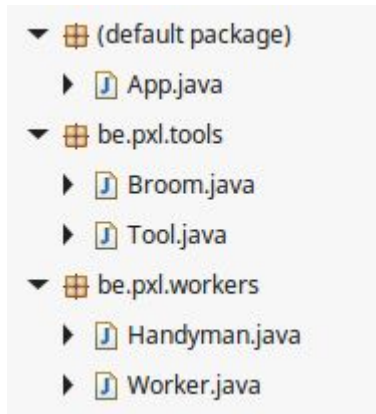 (default package)
App.java
be.pxl.tools
Broom.java
Tool.java
be.pxl.workers
Handyman.java
Worker.java